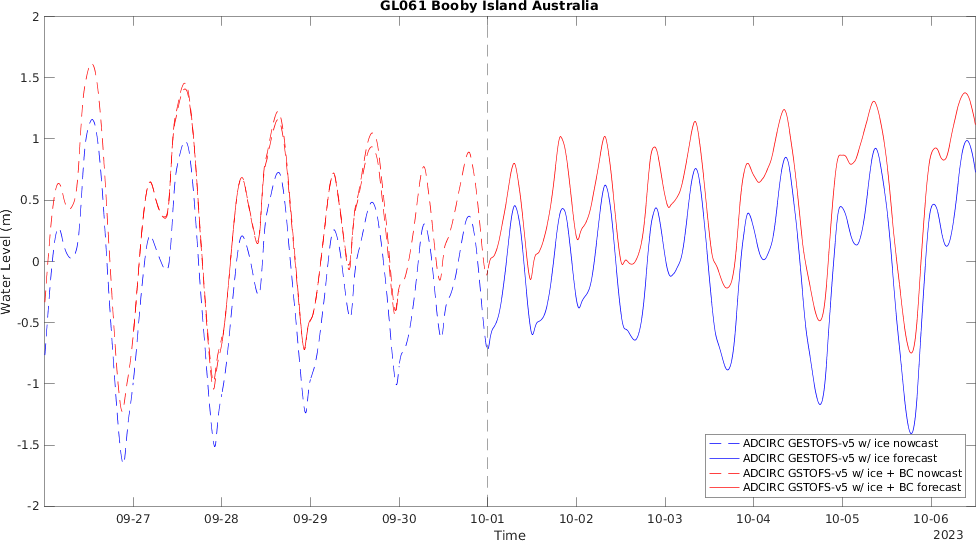 GL061 Booby Island Australia
2
1.5
1
0.5
0
-0.5
-1
-1.5
-2
Water Level (m)
ADCIRC GESTOFS-v5 w/ ice nowcast
ADCIRC GESTOFS-v5 w/ ice forecast
ADCIRC GSTOFS-v5 w/ ice + BC nowcast
ADCIRC GSTOFS-v5 w/ ice + BC forecast
09-27 09-28 09-29 09-30 10-01 10-02 10-03 10-04 10-05 10-06
Time
2023